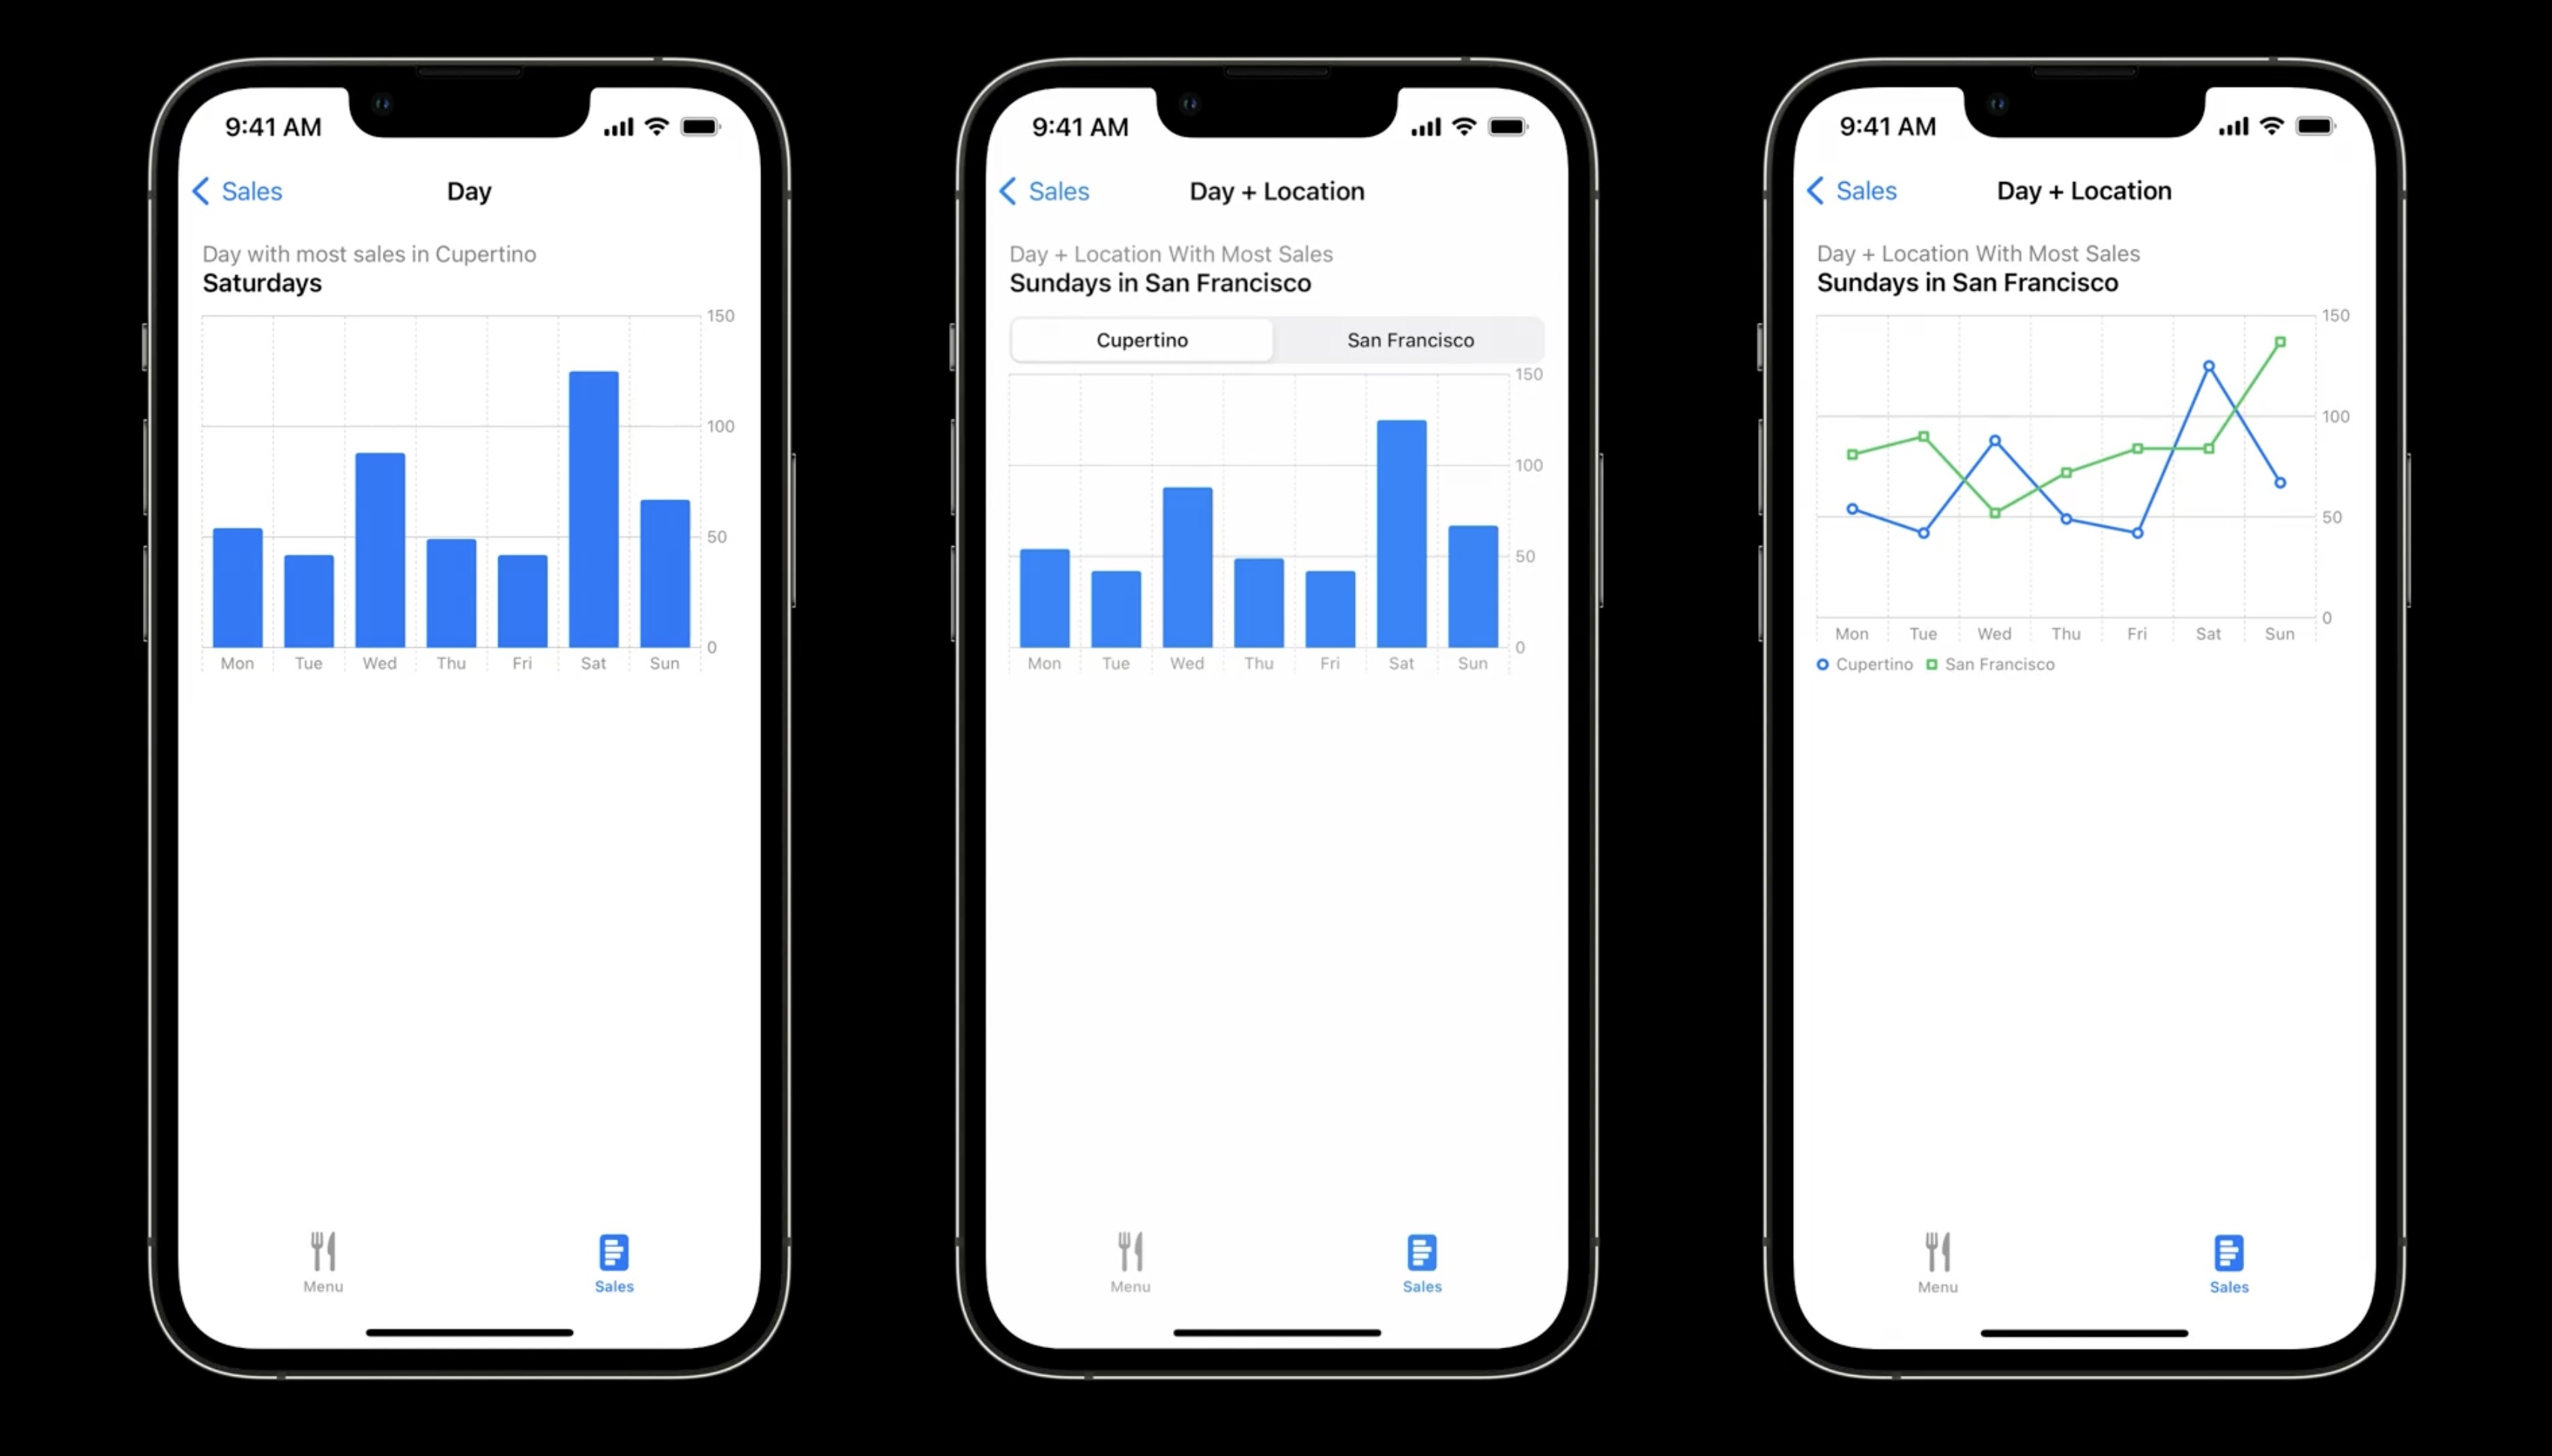 9:41 AM
Sales
Day
Day with most sales in Cupertino
Saturdays
150
100
50
0
Mon Tue Wed Thu Fri Sat Sun
Menu
Sales
9:41 AM
Sales
Day + Location
Day + Location With Most Sales
Sundays in San Francisco
Cupertino San Francisco
150
100
50
0
Mon Tue Wed Thu Fri Sat Sun
Menu
Sales
9:41 AM
Sales
Day + Location
Day + Location With Most Sales
Sundays in San Francisco
150
100
50
0
Mon Tue Wed Thu Fri Sat Sun
Cupertino San Francisco
Menu
Sales